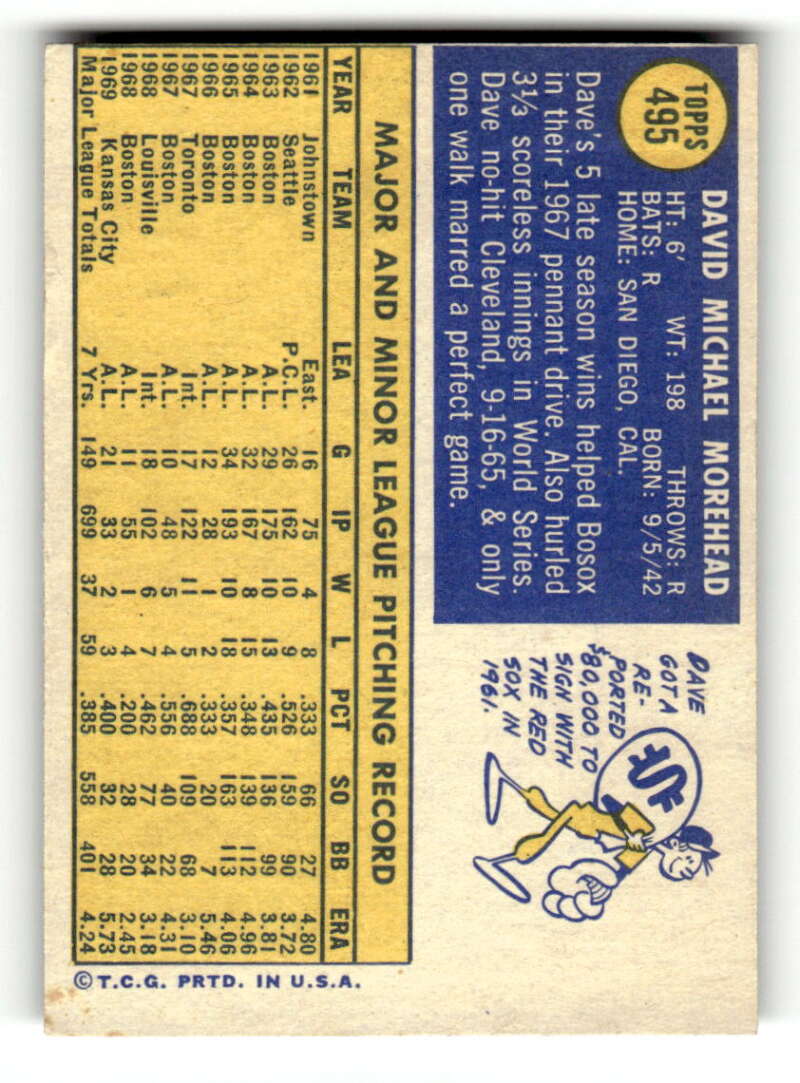 TOPPS
495
DAVID MICHAEL MOREHEAD
HT: 6' WT: 198 THROWS: R
BATS: R BORN: 9/5/42
HOME: SAN DIEGO, CAL.
Dave's 5 late season wins helped Bosox
in their 1967 pennant drive. Also hurled
3⅓ scoreless innings in World Series.
Dave no-hit Cleveland, 9-16-65, & only
one walk marred a perfect game.
DAVE
GOT A
RE-
PORTED
$80,000 TO
SIGN WITH
THE RED
SOX IN
1961.
$
MAJOR AND MINOR LEAGUE PITCHING RECORD
YEAR TEAM LEA G IP W L PCT SO BB ERA
1961 Johnstown East. 16 75 4 8 .333 66 27 4.80
1962 Seattle P.C.L. 26 162 10 9 .526 159 90 3.72
1963 Boston A.L. 29 175 10 13 .435 136 99 3.81
1964 Boston A.L. 32 167 8 15 .348 139 112 4.96
1965 Boston A.L. 34 193 10 18 .357 163 113 4.06
1966 Boston A.L. 12 28 1 2 .333 20 7 5.46
1967 Toronto Int. 17 122 11 5 .688 109 68 3.10
1967 Boston A.L. 10 48 5 4 .556 40 22 4.31
1968 Louisville Int. 18 102 6 7 .462 77 34 3.18
1968 Boston A.L. 11 55 1 4 .200 28 20 2.45
1969 Kansas City A.L. 21 33 2 3 .400 32 28 5.73
Major League Totals 7 Yrs. 149 699 37 59 .385 558 401 4.24
©T.C.G. PRTD. IN U.S.A.